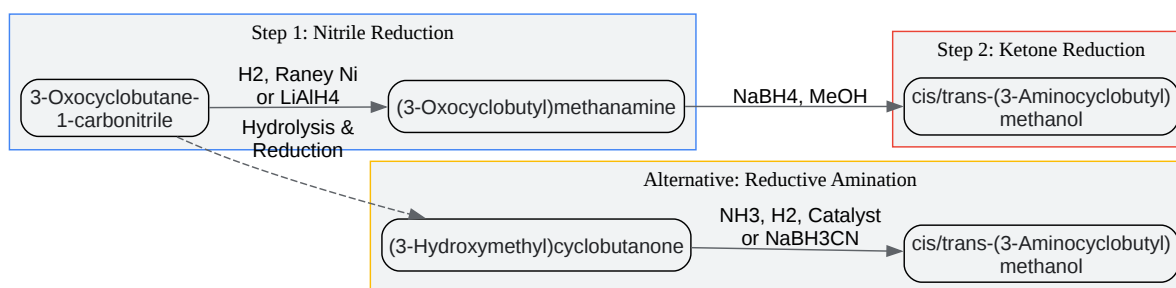 Step 1: Nitrile Reduction
3-Oxocyclobutane-
1-carbonitrile
H2, Raney Ni
or LiAlH4
Hydrolysis &
Reduction
(3-Oxocyclobutyl)methanamine
NaBH4, MeOH
Step 2: Ketone Reduction
cis/trans-(3-Aminocyclobutyl)
methanol
Alternative: Reductive Amination
(3-Hydroxymethyl)cyclobutanone
NH3, H2, Catalyst
or NaBH3CN
cis/trans-(3-Aminocyclobutyl)
methanol